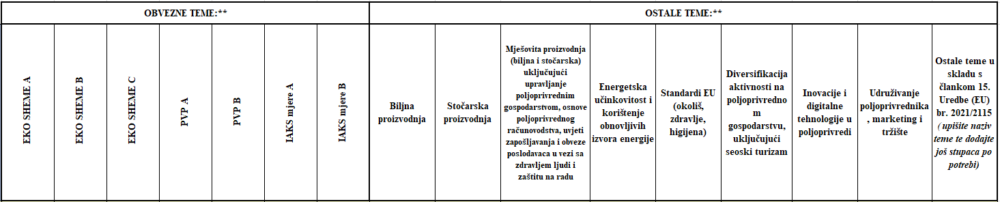 OBVEZNE TEME:**
OSTALE TEME:**
EKO SHEME A
EKO SHEME B
EKO SHEME C
PVP A
PVP B
IAKS mjere A
IAKS mjere B
Biljna
proizvodnja
Stočarska
proizvodnja
Mješovita proizvodnja
(biljna i stočarska)
uključujući
upravljanje
poljoprivrednim
gospodarstvom, osnove
poljoprivrednog
računovodstva, uvjeti
zapošljavanja i obveze
poslodavaca u vezi sa
zdravljem ljudi i
zaštitu na radu
Energetska
učinkovitost i
korištenje
obnovljivih
izvora energije
Standardi EU
(okoliš,
zdravlje,
higijena)
Diversifikacija
aktivnosti na
poljoprivredno
m
gospodarstvu,
uključujući
seoski turizam
Inovacije i
digitalne
tehnologije u
poljoprivredi
Udruživanje
poljoprivrednika
, marketing i
tržište
Ostale teme u
skladu s
člankom 15.
Uredbe (EU)
br. 2021/2115
( upišite naziv
teme te dodajte
još stupaca po
potrebi)